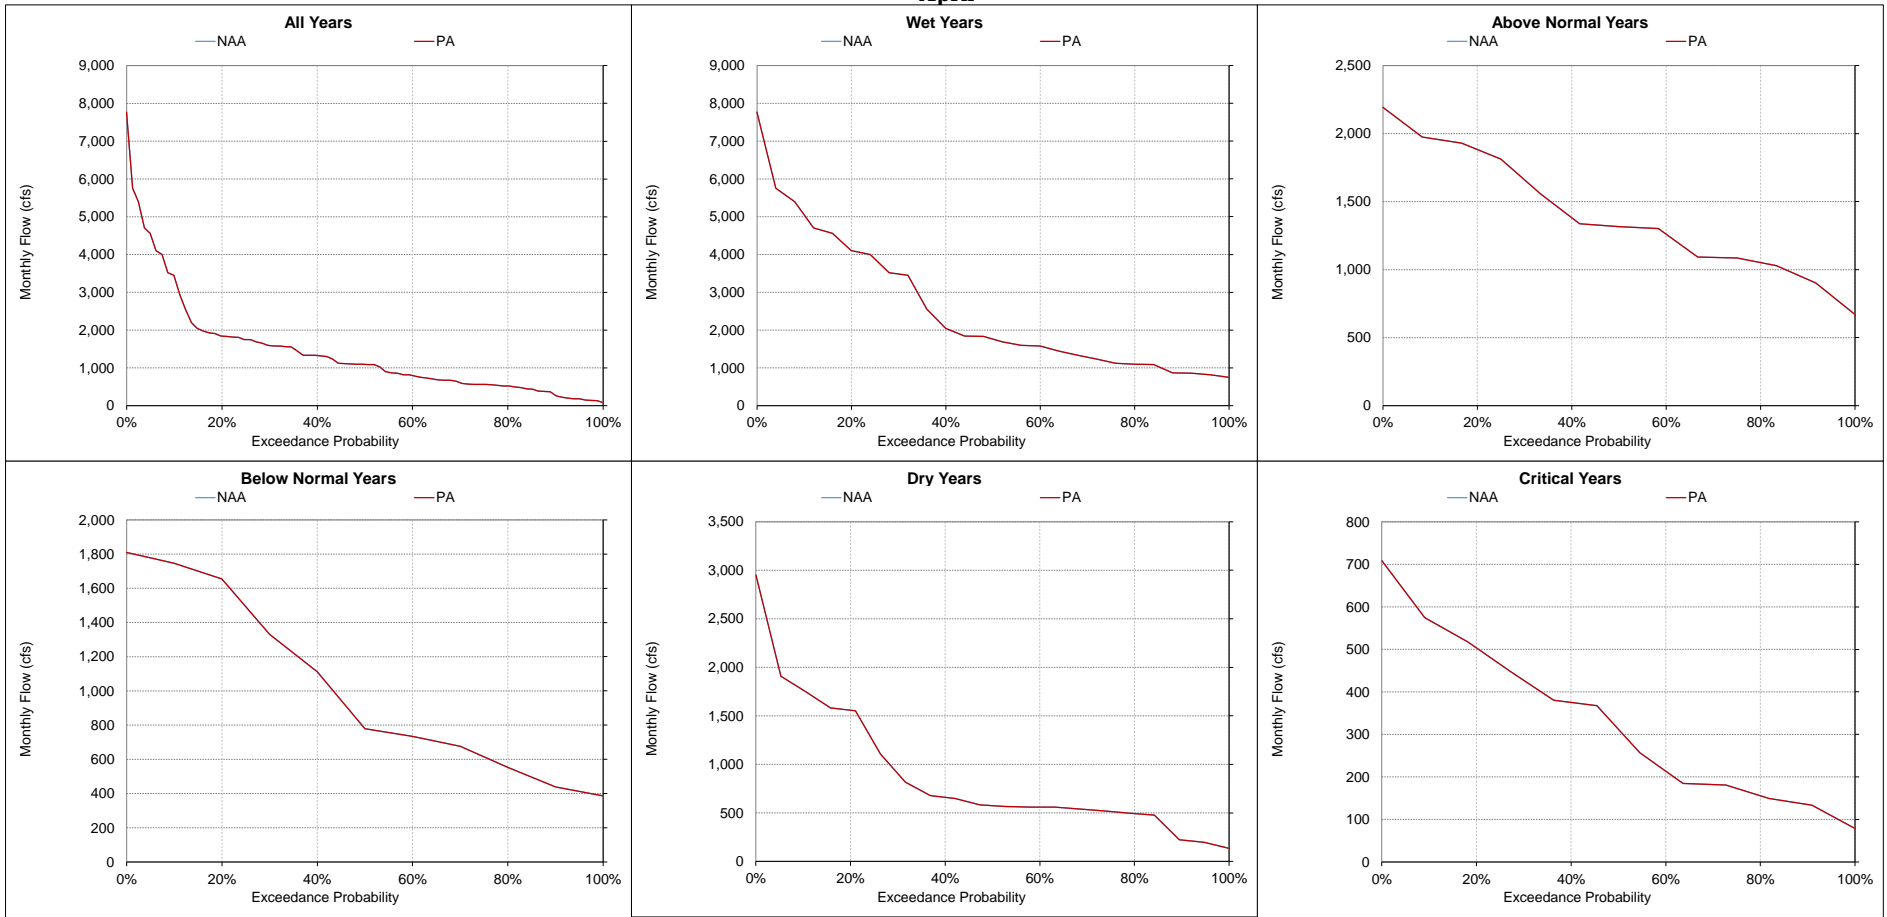 All Years
NAA PA
9,000
8,000
7,000
6,000
5,000
4,000
3,000
2,000
1,000
0
Monthly Flow (cfs)
0% 20% 40% 60% 80% 100%
Exceedance Probability
Wet Years
NAA PA
9,000
8,000
7,000
6,000
5,000
4,000
3,000
2,000
1,000
0
Monthly Flow (cfs)
0% 20% 40% 60% 80% 100%
Exceedance Probability
Above Normal Years
NAA PA
2,500
2,000
1,500
1,000
500
0
Monthly Flow (cfs)
0% 20% 40% 60% 80% 100%
Exceedance Probability
Below Normal Years
NAA PA
2,000
1,800
1,600
1,400
1,200
1,000
800
600
400
200
0
Monthly Flow (cfs)
0% 20% 40% 60% 80% 100%
Exceedance Probability
Dry Years
NAA PA
3,500
3,000
2,500
2,000
1,500
1,000
500
0
Monthly Flow (cfs)
0% 20% 40% 60% 80% 100%
Exceedance Probability
Critical Years
NAA PA
800
700
600
500
400
300
200
100
0
Monthly Flow (cfs)
0% 20% 40% 60% 80% 100%
Exceedance Probability